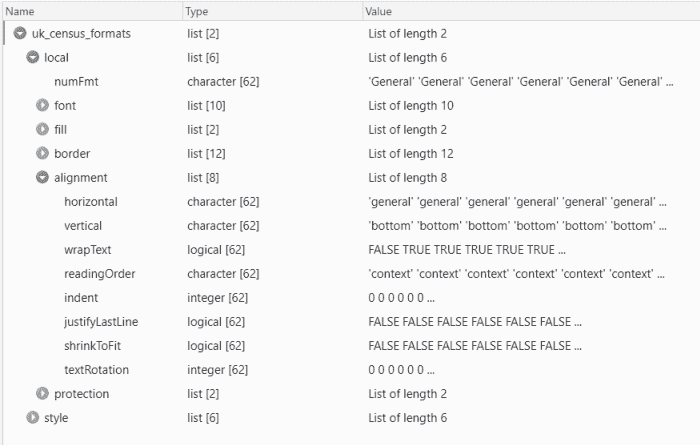 Name Type Value
uk_census_formats list [2] List of length 2
local list [6] List of length 6
numFmt character [62] 'General' 'General' 'General' 'General' 'General' 'General' ...
font list [10] List of length 10
fill list [2] List of length 2
border list [12] List of length 12
alignment list [8] List of length 8
horizontal character [62] 'general' 'general' 'general' 'general' 'general' 'general' ...
vertical character [62] 'bottom' 'bottom' 'bottom' 'bottom' 'bottom' 'bottom' ...
wrapText logical [62] FALSE TRUE TRUE TRUE TRUE TRUE ...
readingOrder character [62] 'context' 'context' 'context' 'context' 'context' 'context' ...
indent integer [62] 0 0 0 0 0 0 ...
justifyLastLine logical [62] FALSE FALSE FALSE FALSE FALSE FALSE ...
shrinkToFit logical [62] FALSE FALSE FALSE FALSE FALSE FALSE ...
textRotation integer [62] 0 0 0 0 0 0 ...
protection list [2] List of length 2
style list [6] List of length 6